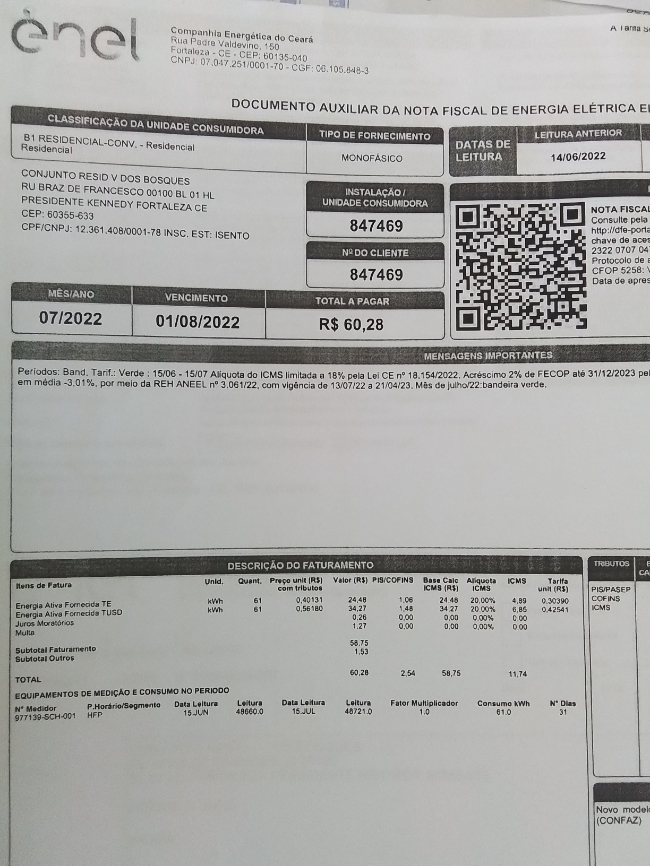 enel
Companhia Energética do Ceará
Rua Padre Valdevino, 150
Fortaleza - CE - CEP: 60135-040
CNPJ: 07.047.251/0001-70 - CGF: 06.105.848-3
DOCUMENTO AUXILIAR DA NOTA FISCAL DE ENERGIA ELÉTRICA
CLASSIFICAÇÃO DA UNIDADE CONSUMIDORA
B1 RESIDENCIAL-CONV. - Residencial
Residencial
TIPO DE FORNECIMENTO
MONOFÁSICO
DATAS DE
LEITURA
LEITURA ANTERIOR
14/06/2022
CONJUNTO RESID V DOS BOSQUES
RU BRAZ DE FRANCESCO 00100 BL 01 HL
PRESIDENTE KENNEDY FORTALEZA CE
CEP: 60355-633
CPF/CNPJ: 12.361.408/0001-78 INSC. EST: ISENTO
INSTALAÇÃO /
UNIDADE CONSUMIDORA
847469
Nº DO CLIENTE
847469
NOTA FISCAL
Consulte pela
http://dfe-porta
chave de aces
2322 0707 04
Protocolo de a
CFOP 5258: V
Data de apres
MÊS/ANO
07/2022
VENCIMENTO
01/08/2022
TOTAL A PAGAR
R$ 60,28
MENSAGENS IMPORTANTES
Períodos: Band. Tarif.: Verde : 15/06 - 15/07 Alíquota do ICMS limitada a 18% pela Lei CE nº 18.154/2022. Acréscimo 2% de FECOP até 31/12/2023 pel
em média -3,01%, por meio da REH ANEEL nº 3.061/22, com vigência de 13/07/22 a 21/04/23. Mês de julho/22:bandeira verde.
DESCRIÇÃO DO FATURAMENTO
Itens de Fatura Unid. Quant. Preço unit (R$) com tributos Valor (R$) PIS/COFINS Base Calc ICMS (R$) Alíquota ICMS ICMS Tarifa unit (R$)
Energia Ativa Fornecida TE kWh 61 0,40131 24,48 1,06 24,48 20,00% 4,89 0,30390
Energia Ativa Fornecida TUSD kWh 61 0,56180 34,27 1,48 34,27 20,00% 6,85 0,42541
Juros Moratórios 0,26 0,00 0,00 0,00% 0,00
Multa 1,27 0,00 0,00 0,00% 0,00
Subtotal Faturamento 58,75
Subtotal Outros 1,53
TOTAL 60,28 2,54 58,75 11,74
EQUIPAMENTOS DE MEDIÇÃO E CONSUMO NO PERÍODO
Nº Medidor P.Horário/Segmento Data Leitura Leitura Data Leitura Leitura Fator Multiplicador Consumo kWh Nº Dias
977139-SCH-001 HFP 15.JUN 48660.0 15.JUL 48721.0 1.0 61.0 31
TRIBUTOS
PIS/PASEP
COFINS
ICMS
Novo model
(CONFAZ)